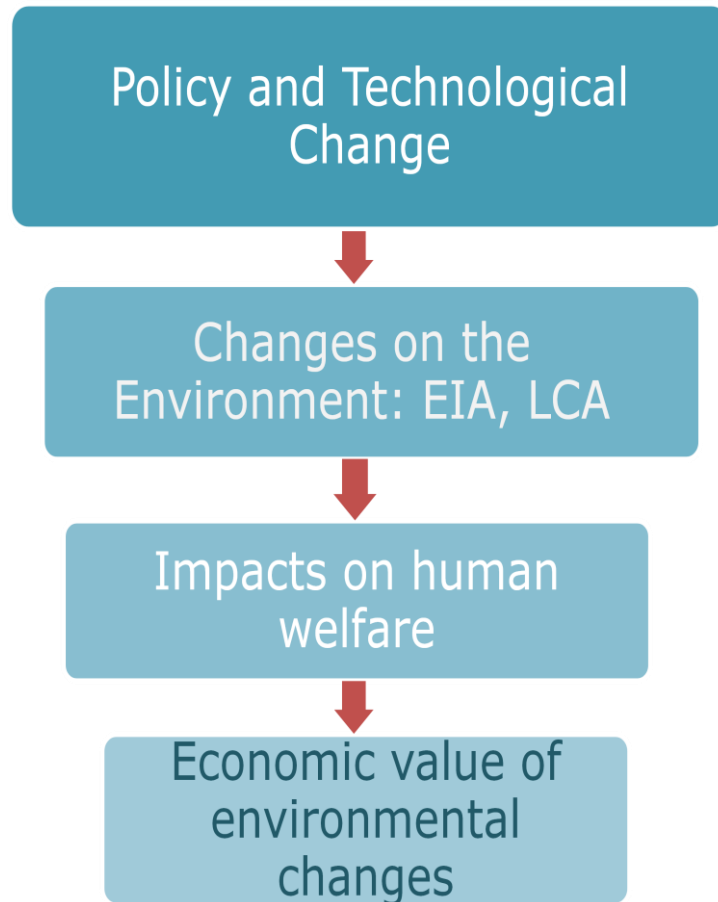 Policy and Technological
Change
Changes on the
Environment: EIA, LCA
Impacts on human
welfare
Economic value of
environmental
changes